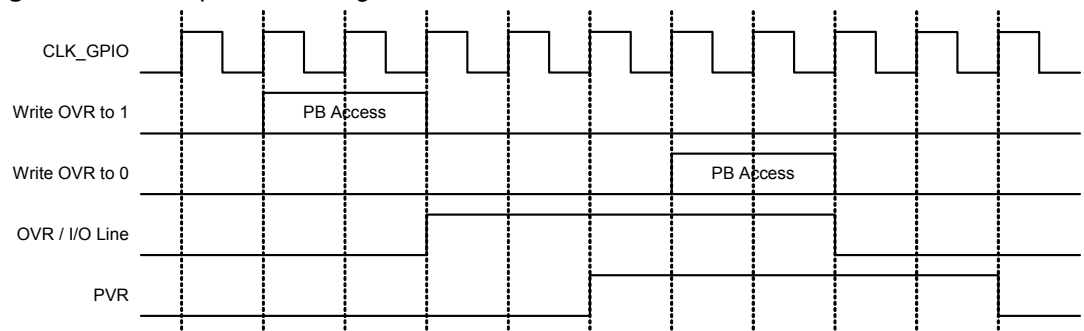 CLK_GPIO
Write OVR to 1
PB Access
Write OVR to 0
PB Access
OVR / I/O Line
PVR